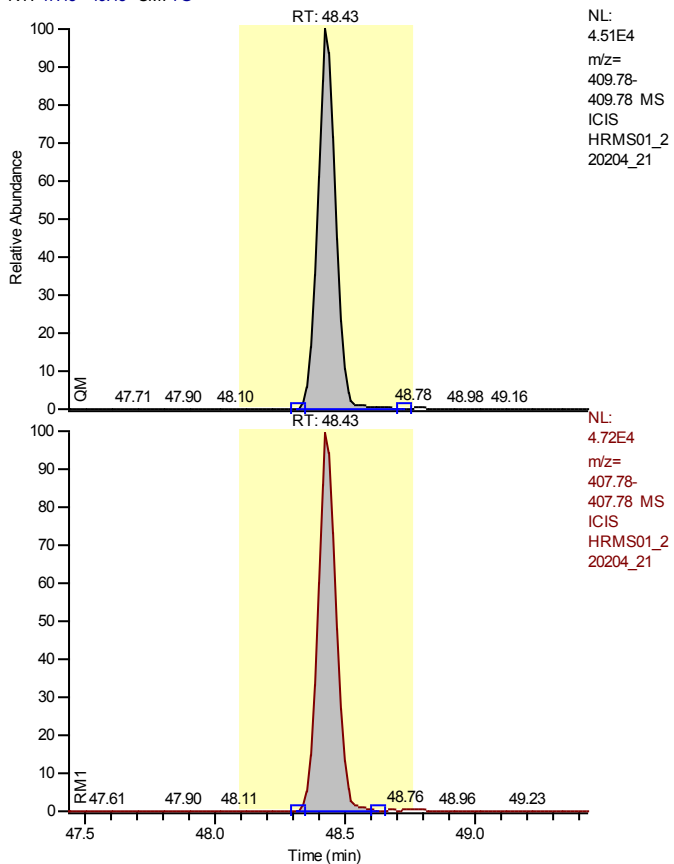 RT: 48.43
NL:
4.51E4
m/z=
409.78-
409.78 MS
ICIS
HRMS01_2
20204_21
100
90
80
70
60
50
40
30
20
10
0
Relative Abundance
QM
47.71 47.90 48.10 48.78 48.98 49.16
RT: 48.43
NL:
4.72E4
m/z=
407.78-
407.78 MS
ICIS
HRMS01_2
20204_21
100
90
80
70
60
50
40
30
20
10
0
RM1
47.61 47.90 48.11 48.76 48.96 49.23
47.5 48.0 48.5 49.0
Time (min)